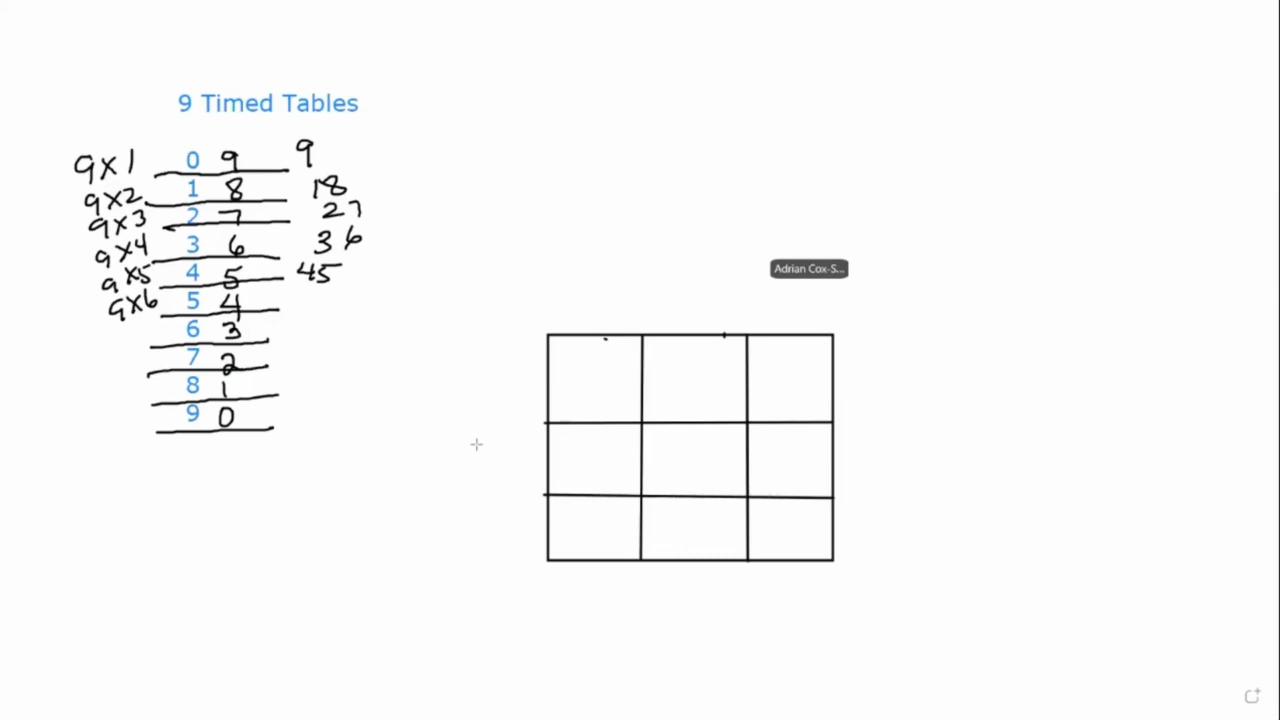 9 Timed Tables
9x1 0 9 9
9x2 1 8 18
9x3 2 7 27
9x4 3 6 36
9x5 4 5 45
9x6 5 4
6 3
7 2
8 1
9 0
Adrian Cox-S...